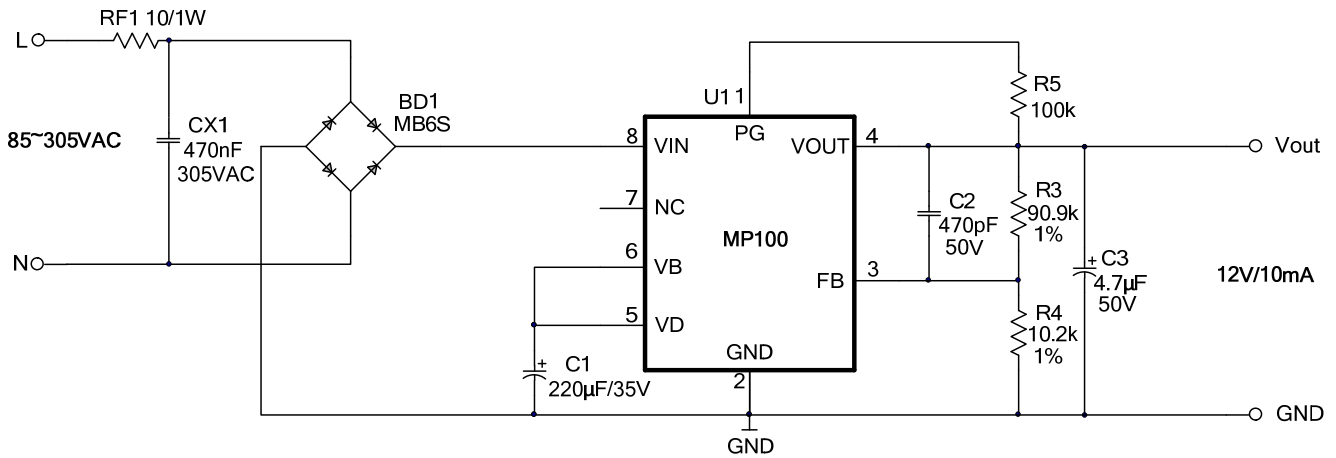 RF1 10/1W
L
85~305VAC
CX1
470nF
305VAC
N
BD1
MB6S
U1 1
PG
8
VIN
VOUT
4
7
NC
MP100
6
VB
FB
3
5
VD
GND
2
C1
220μF/35V
GND
R5
100k
Vout
C2
470pF
50V
R3
90.9k
1%
C3
4.7μF
50V
12V/10mA
R4
10.2k
1%
GND